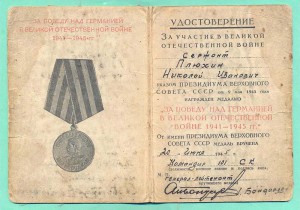 ЗА ПОБЕДУ НАД ГЕРМАНИЕЙ
В ВЕЛИКОЙ ОТЕЧЕСТВЕННОЙ ВОЙНЕ
1941—1945 гг.
УДОСТОВЕРЕНИЕ
ЗА УЧАСТИЕ В ВЕЛИКОЙ
ОТЕЧЕСТВЕННОЙ ВОЙНЕ
Сержант
Плюхин
Николай Иванович
УКАЗОМ ПРЕЗИДИУМА ВЕРХОВНОГО
СОВЕТА СССР от 9 мая 1945 года
НАГРАЖДЕН МЕДАЛЬЮ
„ЗА ПОБЕДУ НАД ГЕРМАНИЕЙ
В ВЕЛИКОЙ ОТЕЧЕСТВЕННОЙ
ВОЙНЕ 1941—1945 гг."
От имени ПРЕЗИДИУМА ВЕРХОВНОГО
СОВЕТА СССР МЕДАЛЬ ВРУЧЕНА
194
Командир С.К.
генерал-лейтенант